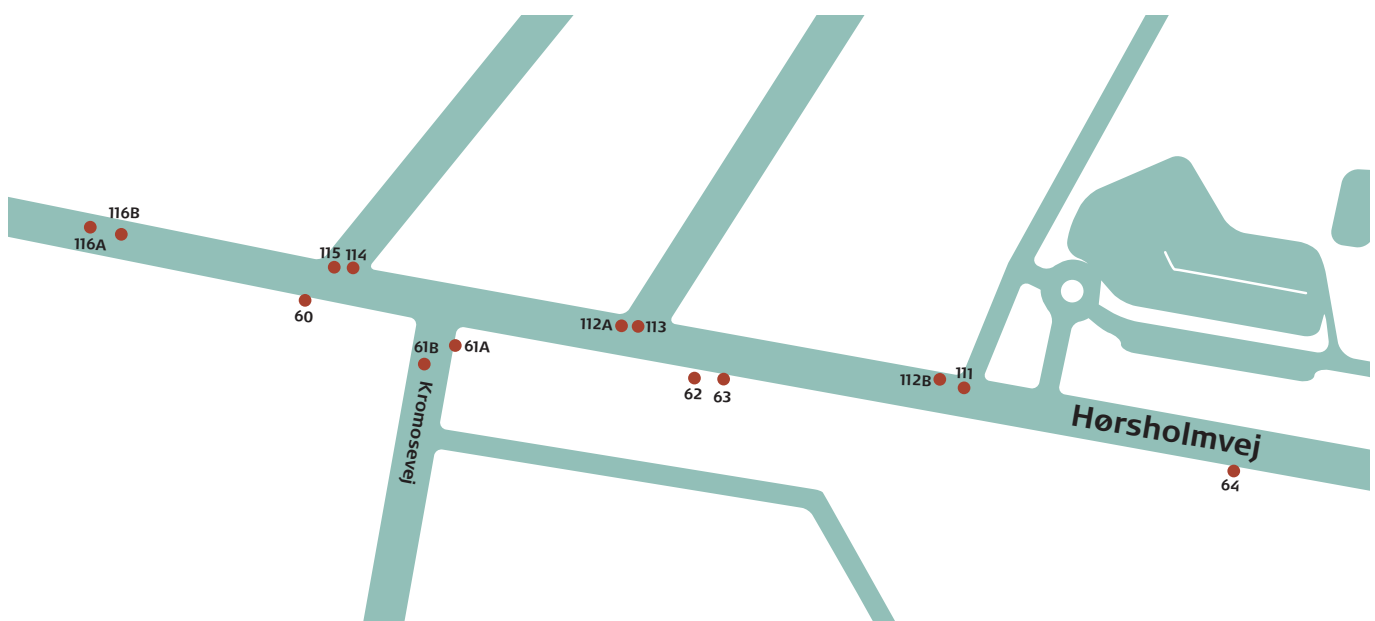 116B
116A
115
114
60
112A
113
61B
61A
Kromosevej
62
63
112B
111
Hørsholmvej
64